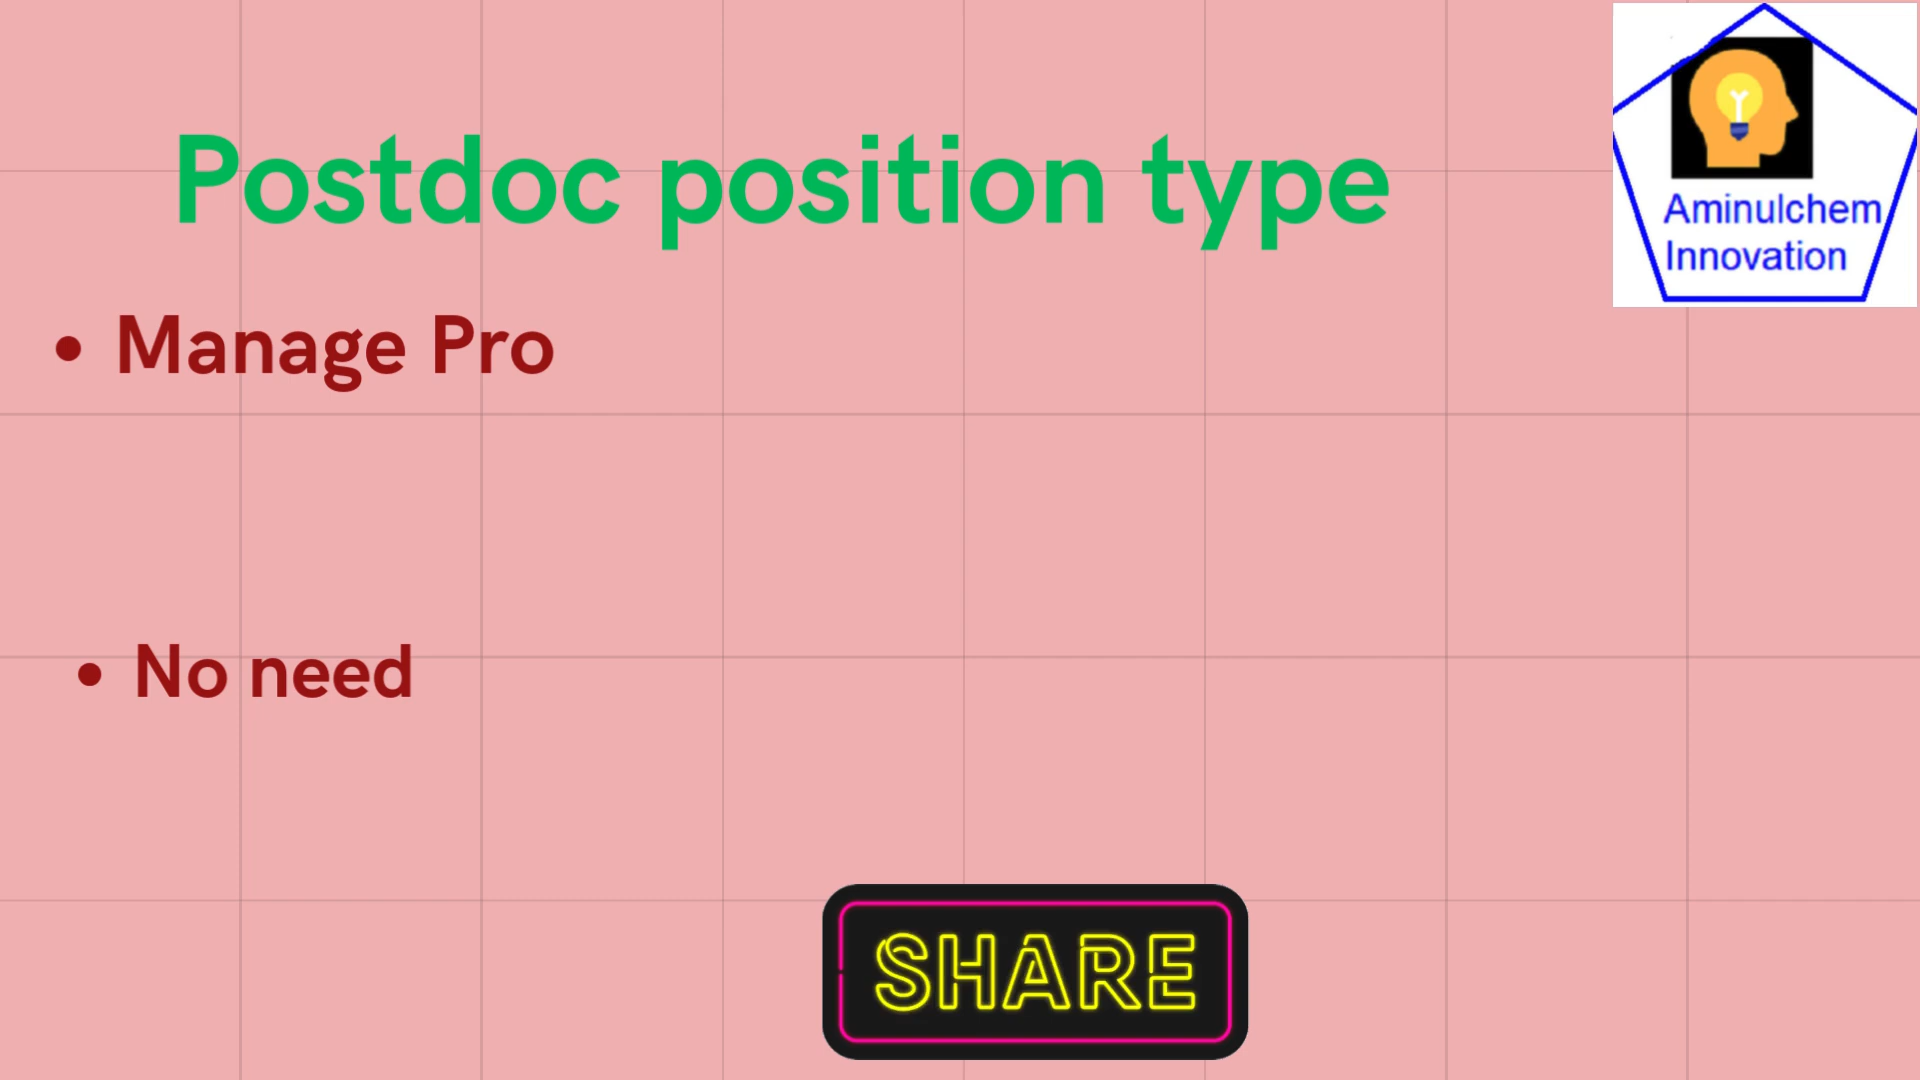 Postdoc position type
Aminulchem
Innovation
• Manage Pro
• No need
SHARE